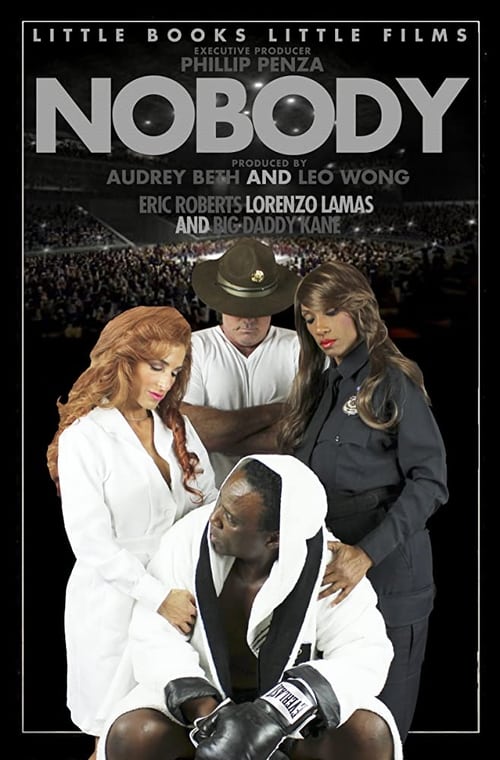 LITTLE BOOKS LITTLE FILMS
EXECUTIVE PRODUCER
PHILLIP PENZA
NOBODY
PRODUCED BY
AUDREY BETH AND LEO WONG
ERIC ROBERTS LORENZO LAMAS
AND BIG DADDY KANE
EVERLAST